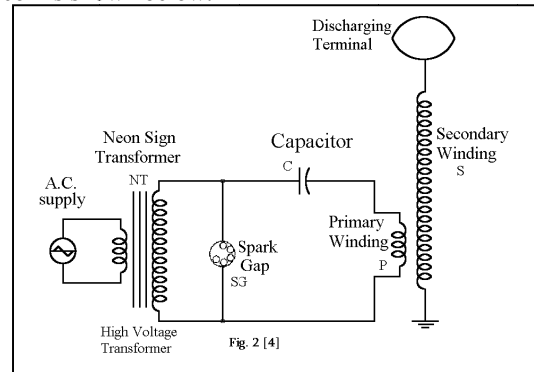 Discharging
Terminal
Neon Sign
Transformer
NT
Capacitor
C
Secondary
Winding
S
A.C.
supply
Primary
Winding
P
Spark
Gap
SG
High Voltage
Transformer
Fig. 2 [4]